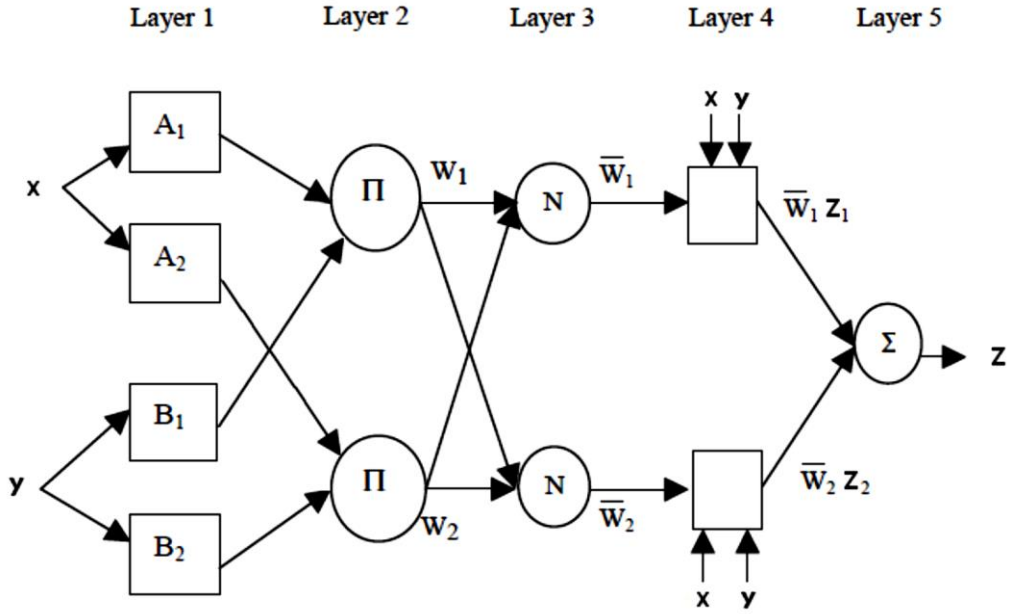 Layer 1 Layer 2 Layer 3 Layer 4 Layer 5
x y
A₁
x
Π W₁ N W̅₁
W̅₁ Z₁
A₂
Σ Z
B₁
y
Π W₂ N W̅₂
W̅₂ Z₂
B₂
x y